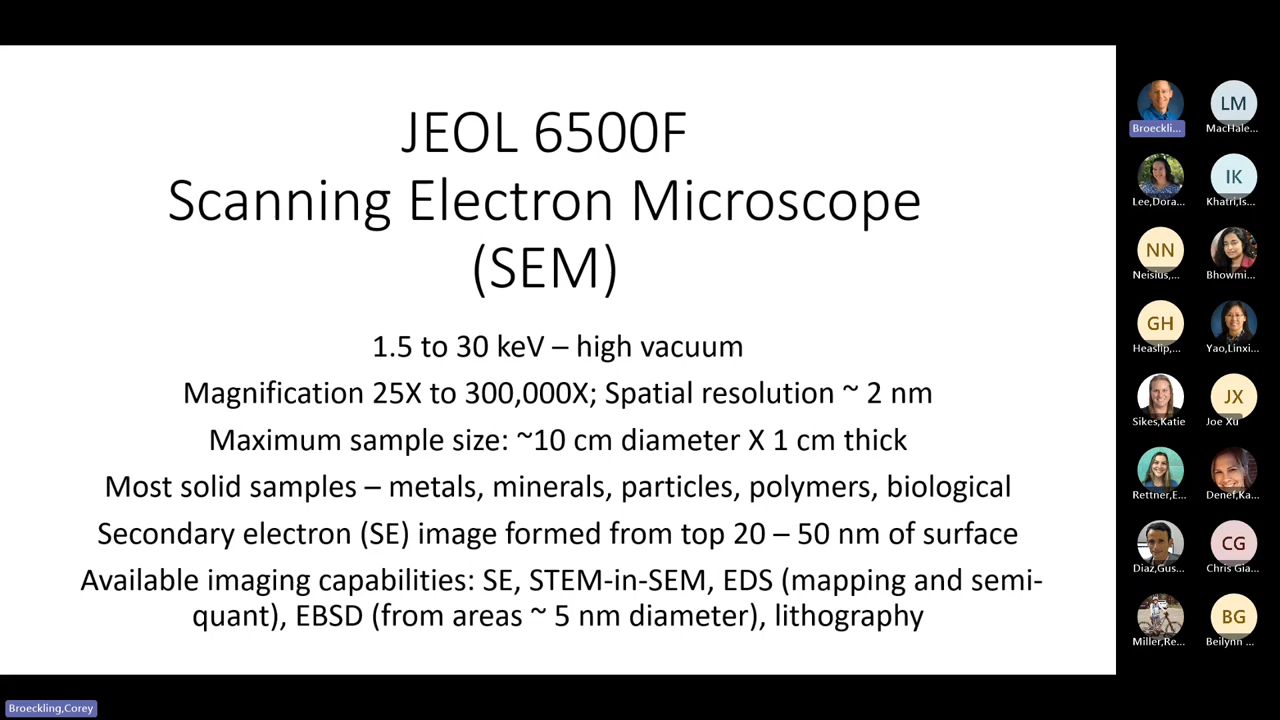 JEOL 6500F
Scanning Electron Microscope
(SEM)
1.5 to 30 keV – high vacuum
Magnification 25X to 300,000X; Spatial resolution ~ 2 nm
Maximum sample size: ~10 cm diameter X 1 cm thick
Most solid samples – metals, minerals, particles, polymers, biological
Secondary electron (SE) image formed from top 20 – 50 nm of surface
Available imaging capabilities: SE, STEM-in-SEM, EDS (mapping and semi-
quant), EBSD (from areas ~ 5 nm diameter), lithography
LM
Broeckli...
MacHale...
IK
Lee,Dora...
Khatri,Is...
NN
Neisius,...
Bhowmi...
GH
Heaslip,...
Yao,Linxi...
JX
Sikes,Katie
Joe Xu
Rettner,E...
Denef,Ka...
CG
Diaz,Gus...
Chris Gia...
BG
Miller,Re...
Beilynn ...
Broeckling,Corey